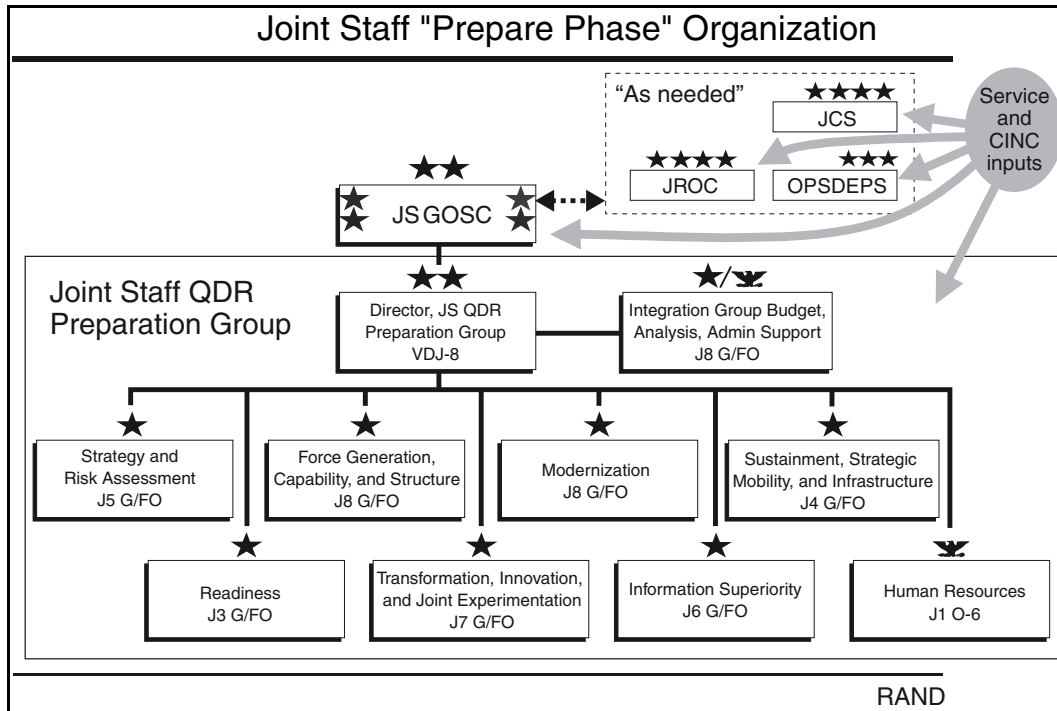 Joint Staff "Prepare Phase" Organization
“As needed”
JCS
JROC
OPSDEPS
Service
and
CINC
inputs
JS GOSC
Joint Staff QDR
Preparation Group
Director, JS QDR
Preparation Group
VDJ-8
/
Integration Group Budget,
Analysis, Admin Support
J8 G/FO
Strategy and
Risk Assessment
J5 G/FO
Force Generation,
Capability, and Structure
J8 G/FO
Modernization
J8 G/FO
Sustainment, Strategic
Mobility, and Infrastructure
J4 G/FO
Readiness
J3 G/FO
Transformation, Innovation,
and Joint Experimentation
J7 G/FO
Information Superiority
J6 G/FO
Human Resources
J1 O-6
RAND